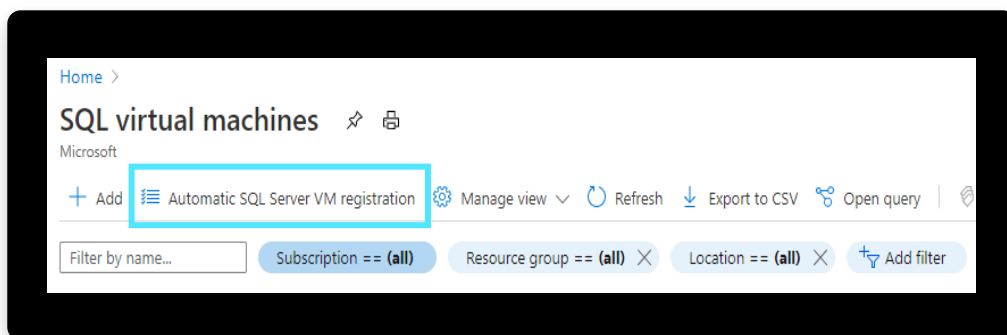 Home >
SQL virtual machines
Microsoft
+ Add Automatic SQL Server VM registration Manage view Refresh Export to CSV Open query
Filter by name... Subscription == (all) Resource group == (all) × Location == (all) × Add filter